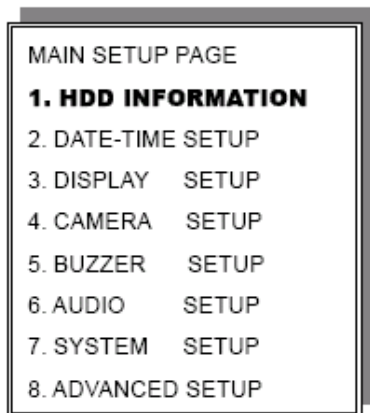 MAIN SETUP PAGE
1. HDD INFORMATION
2. DATE-TIME SETUP
3. DISPLAY SETUP
4. CAMERA SETUP
5. BUZZER SETUP
6. AUDIO SETUP
7. SYSTEM SETUP
8. ADVANCED SETUP